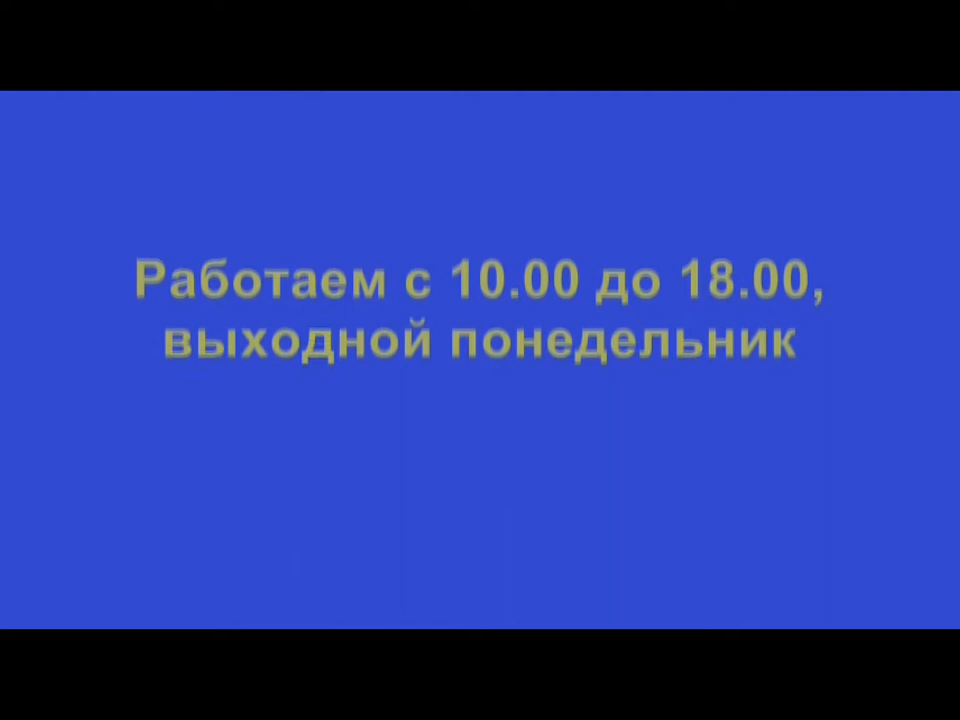 Работаем с 10.00 до 18.00,
выходной понедельник